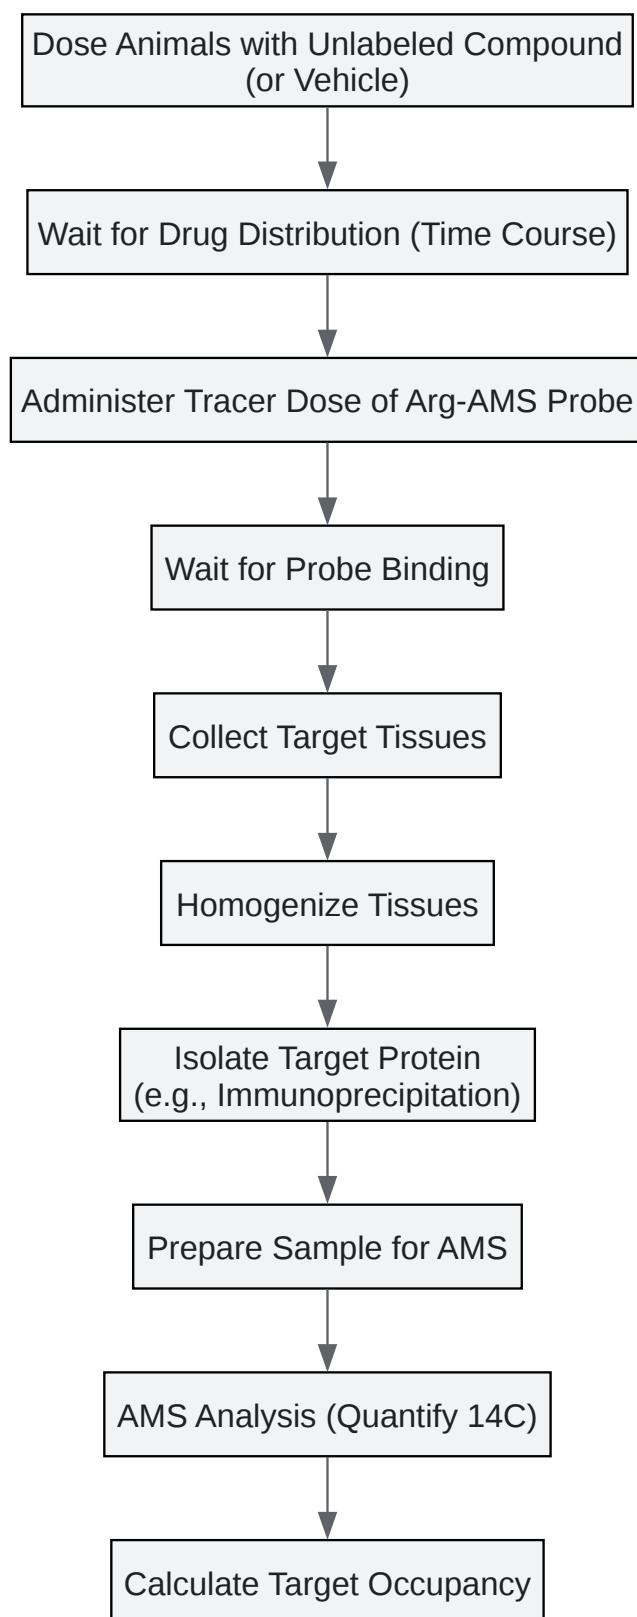 Dose Animals with Unlabeled Compound
(or Vehicle)
Wait for Drug Distribution (Time Course)
Administer Tracer Dose of Arg-AMS Probe
Wait for Probe Binding
Collect Target Tissues
Homogenize Tissues
Isolate Target Protein
(e.g., Immunoprecipitation)
Prepare Sample for AMS
AMS Analysis (Quantify 14C)
Calculate Target Occupancy